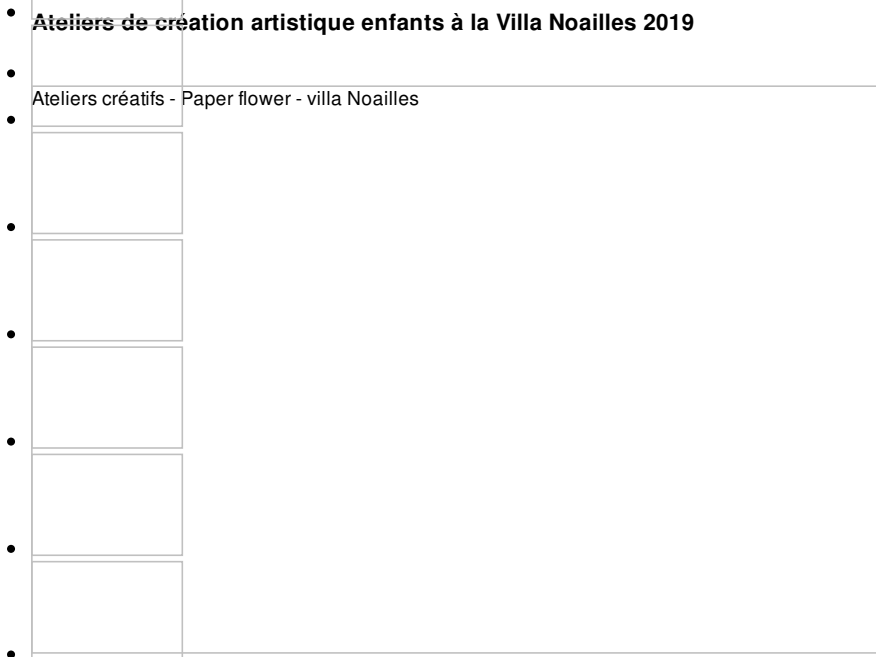 Ateliers de création artistique enfants à la Villa Noailles 2019
Ateliers créatifs - Paper flower - villa Noailles